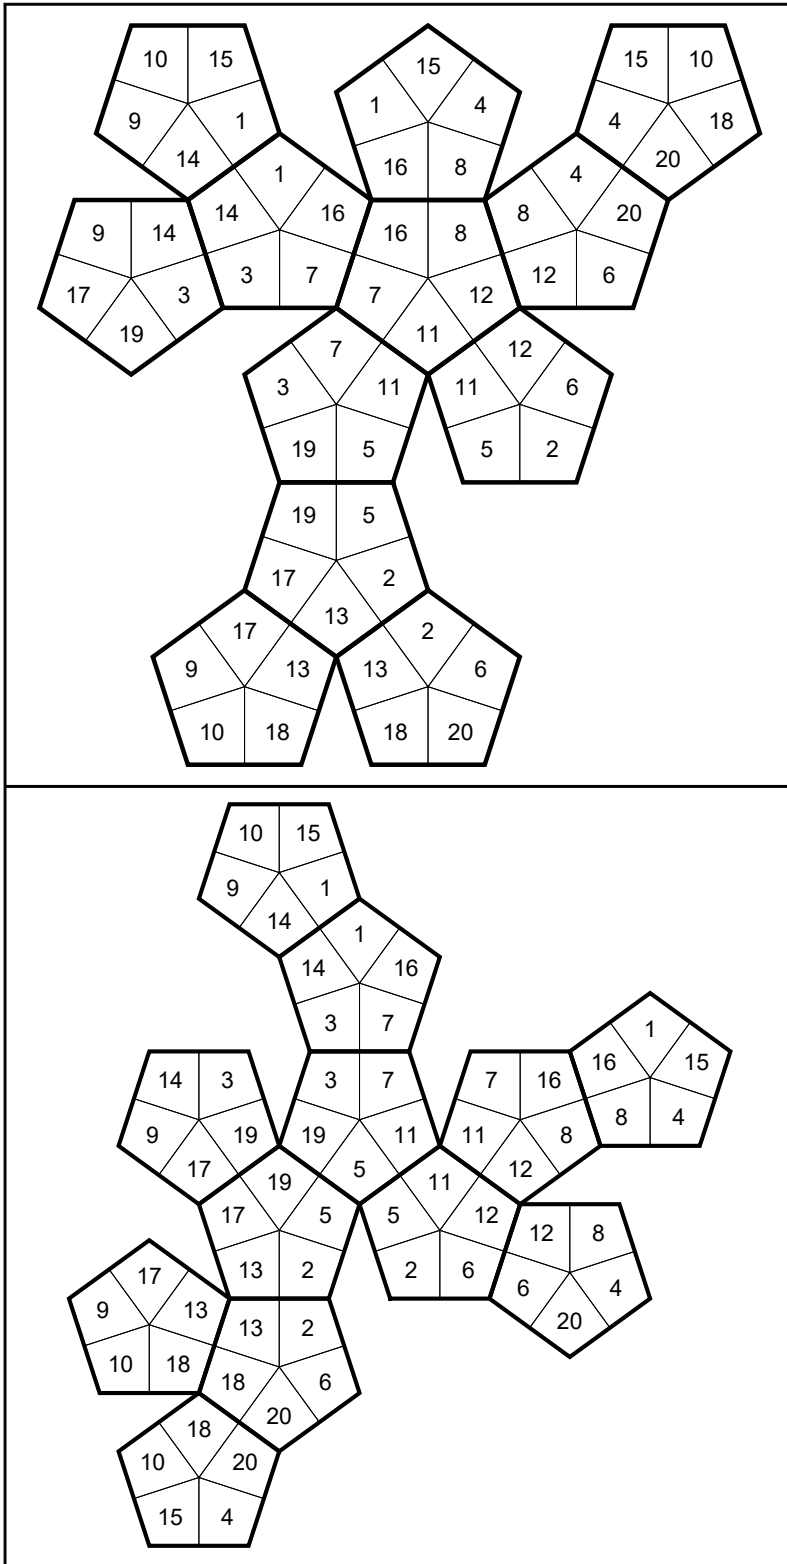 10 15 15 15 10
1 4
9 1 4 18
14 16 8 20
1 4
9 14 14 16 16 8 8 20
17 3 3 7 7 12 12 6
19 11
7 12
3 11 11 6
19 5 5 2
19 5
17 2
13
17 2
9 13 13 6
10 18 18 20
10 15
9 1
14
1
14 16
3 7
1
14 3 3 7 7 16 16 15
8 4
9 19 19 11 11 8
17 5 12
19 11
17 5 5 12 12 8
13 2 2 6
17 6 4
9 13 13 2 20
10 18 18 6
20
18
10 20
15 4